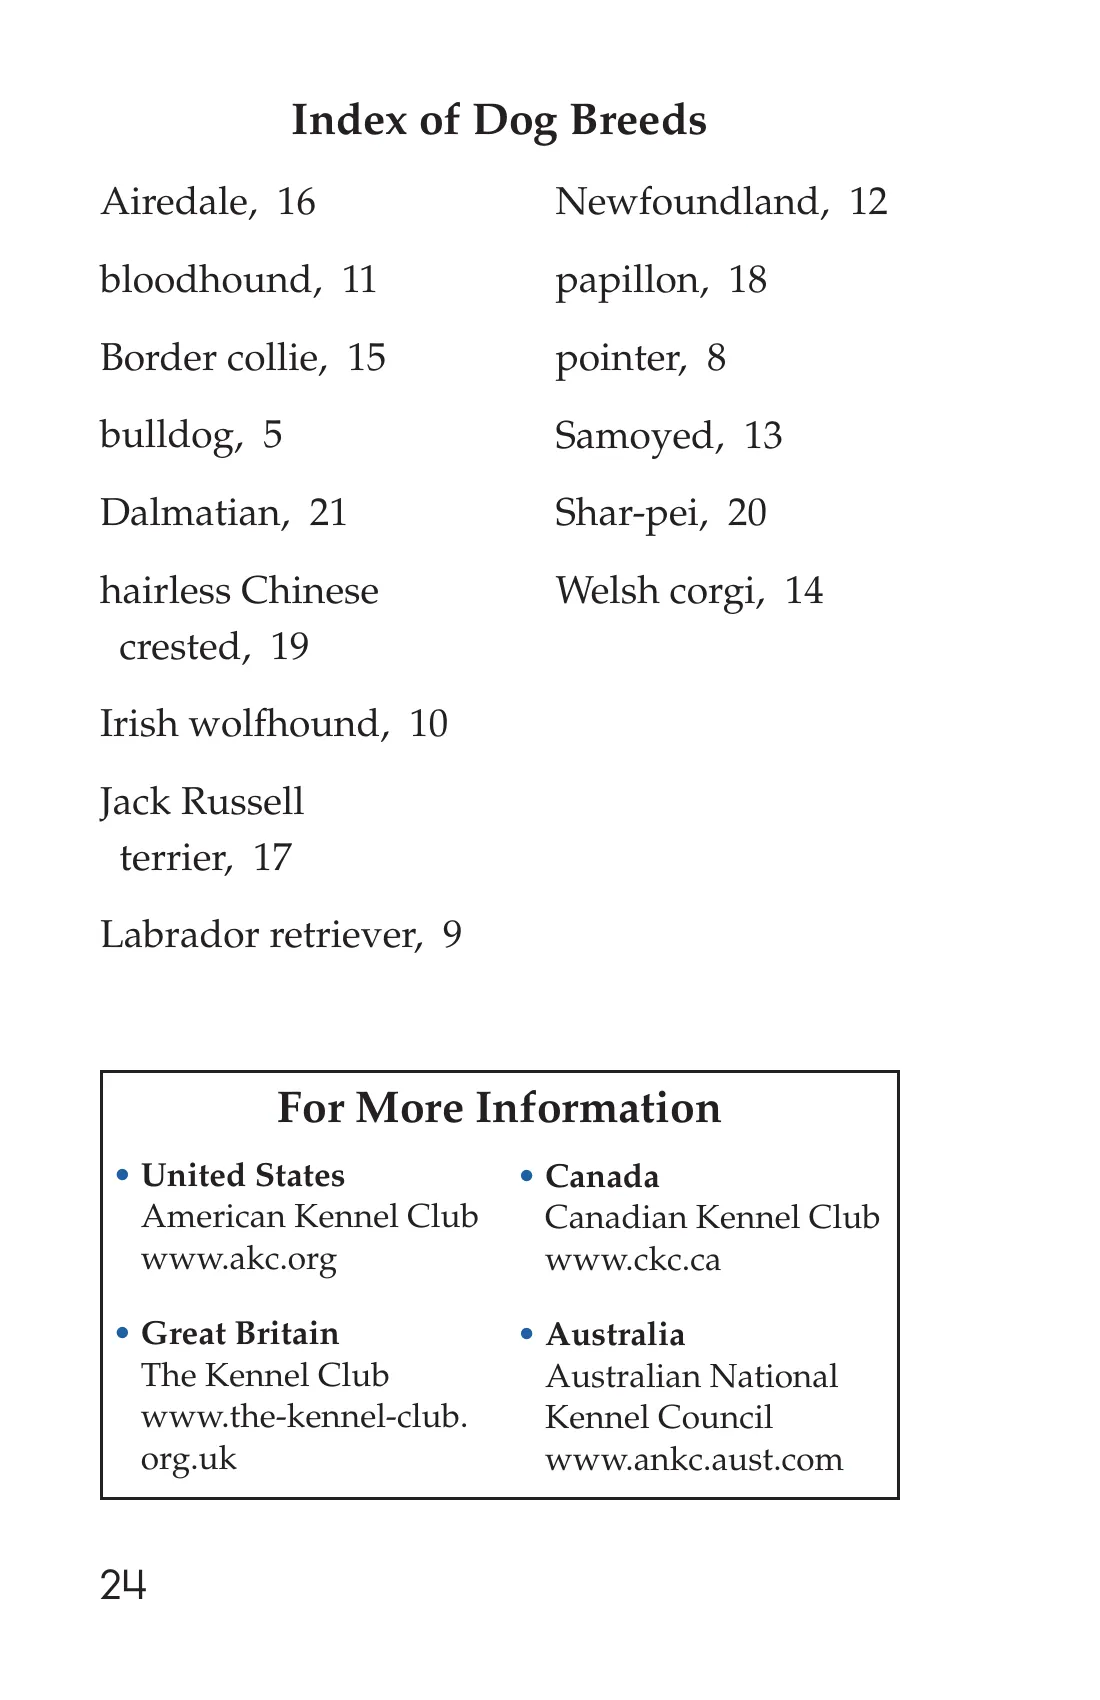 Index of Dog Breeds
Airedale, 16
bloodhound, 11
Border collie, 15
bulldog, 5
Dalmatian, 21
hairless Chinese
crested, 19
Irish wolfhound, 10
Jack Russell
terrier, 17
Labrador retriever, 9
Newfoundland, 12
papillon, 18
pointer, 8
Samoyed, 13
Shar-pei, 20
Welsh corgi, 14
For More Information
• United States
American Kennel Club
www.akc.org
• Great Britain
The Kennel Club
www.the-kennel-club.
org.uk
• Canada
Canadian Kennel Club
www.ckc.ca
• Australia
Australian National
Kennel Council
www.ankc.aust.com
24